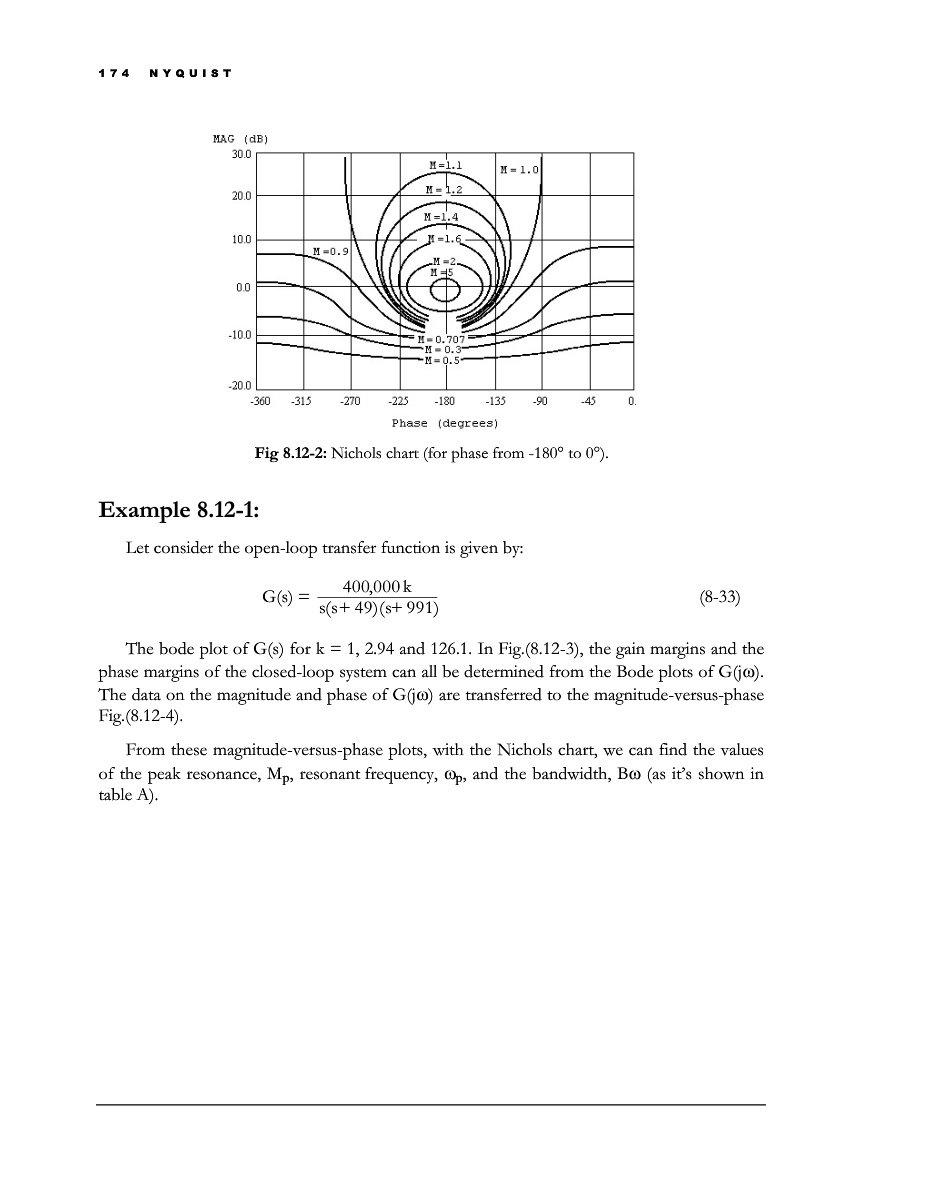 174 NYQUIST
MAG (dB)
30.0
M=1.1
M=1.0
M=1.2
20.0
M=1.4
10.0
M=1.6
M=0.9
M=2
M=5
0.0
-10.0
M=0.707
M=0.3
M=0.5
-20.0
-360 -315 -270 -225 -180 -135 -90 -45 0.
Phase (degrees)
Fig 8.12-2: Nichols chart (for phase from -180° to 0°).
Example 8.12-1:
Let consider the open-loop transfer function is given by:
G(s) = 400,000 k / s(s+ 49)(s+ 991) (8-33)
The bode plot of G(s) for k = 1, 2.94 and 126.1. In Fig.(8.12-3), the gain margins and the
phase margins of the closed-loop system can all be determined from the Bode plots of G(jω).
The data on the magnitude and phase of G(jω) are transferred to the magnitude-versus-phase
Fig.(8.12-4).
From these magnitude-versus-phase plots, with the Nichols chart, we can find the values
of the peak resonance, Mp, resonant frequency, ωp, and the bandwidth, Bω (as it's shown in
table A).